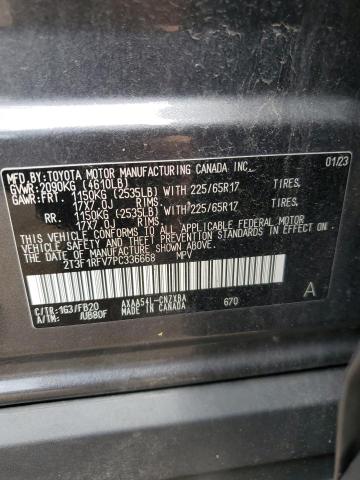 MFD.BY:TOYOTA MOTOR MANUFACTURING CANADA INC. 01/23
GVWR:2090KG (4610LB)
GAWR:FRT. 1150KG (2535LB) WITH 225/65R17 TIRES.
17X7.0J RIMS.
RR. 1150KG (2535LB) WITH 225/65R17 TIRES.
17X7.0J RIMS.
THIS VEHICLE CONFORMS TO ALL APPLICABLE FEDERAL MOTOR
VEHICLE SAFETY AND THEFT PREVENTION STANDARDS IN EFFECT ON
THE DATE OF MANUFACTURE SHOWN ABOVE.
2T3F1RFV7PC336668 MPV
C/TR:1G3/FB20 AXAA54L-CNZXBA 670 A
A/TM: /UB80F MADE IN CANADA